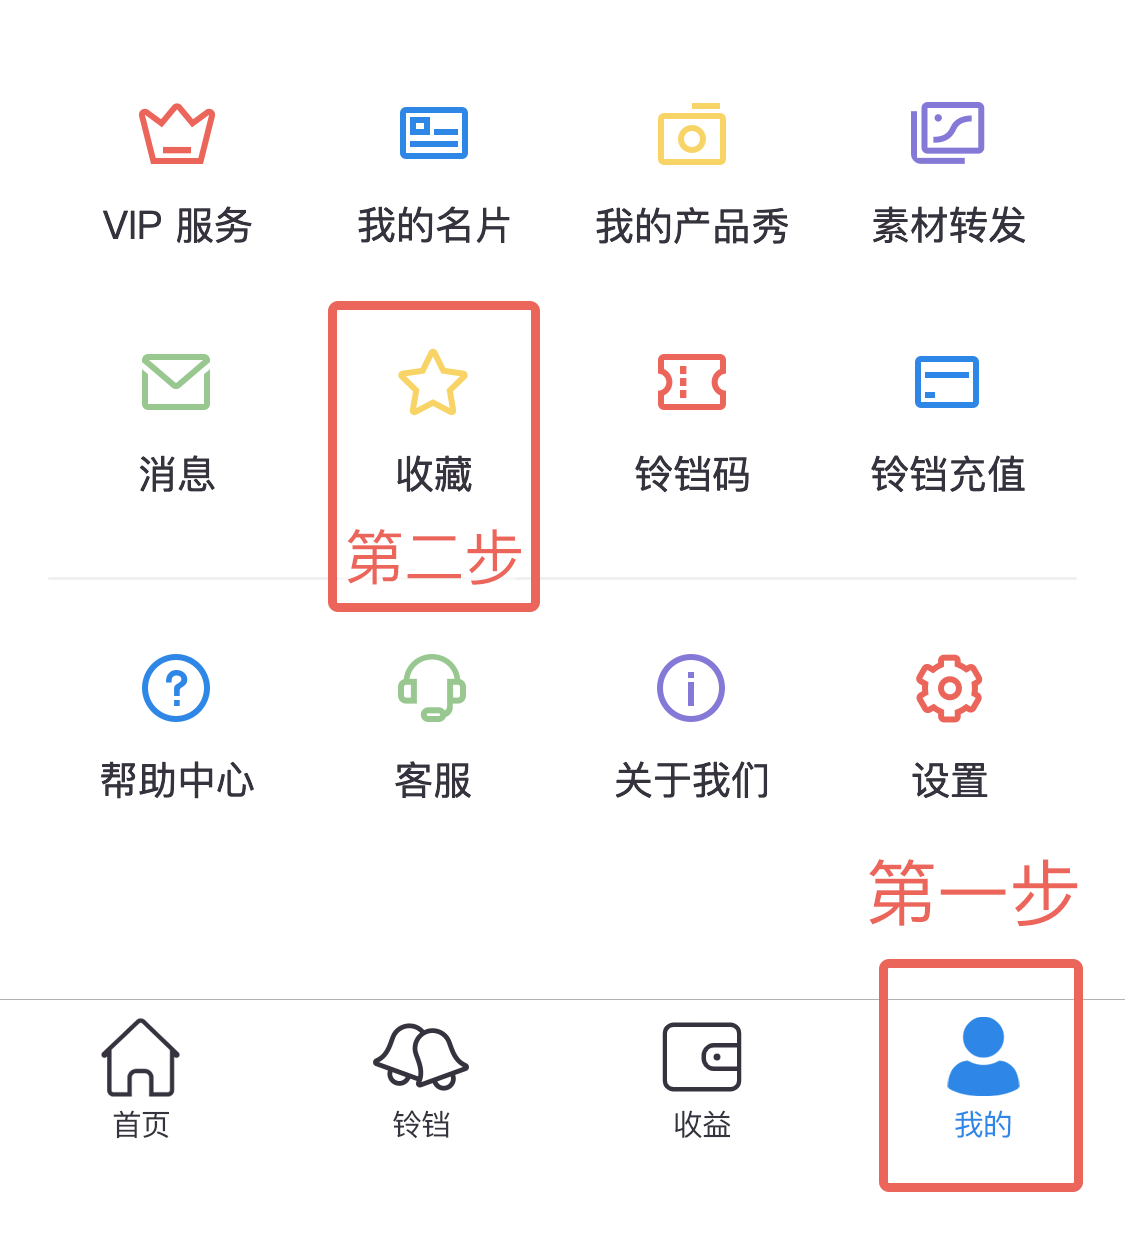 VIP 服务
我的名片
我的产品秀
素材转发
消息
收藏
铃铛码
铃铛充值
第二步
帮助中心
客服
关于我们
设置
第一步
首页
铃铛
收益
我的